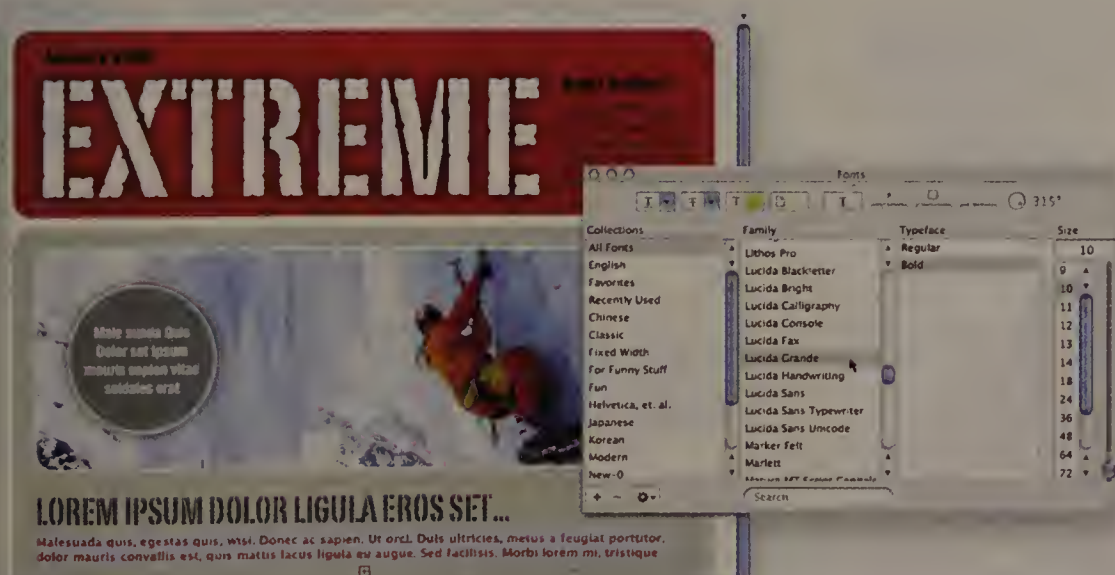 EXTREME
Male suada Quis
Dolor set ipsum
mauris sapien vitae
sodales erat
LOREM IPSUM DOLOR LIGULA EROS SET...
Malesuada quis, egestas quis, wisi. Donec ac sapien. Ut orci. Duis ultricies, metus a feugiat porttitor,
dolor mauris convallis est, quis mattis lacus ligula eu augue. Sed facilisis. Morbi lorem mi, tristique
Fonts
315°
Collections
All Fonts
English
Favorites
Recently Used
Chinese
Classic
Fixed Width
For Funny Stuff
Fun
Helvetica, et. al.
Japanese
Korean
Modern
New-0
Family
Lithos Pro
Lucida Blackletter
Lucida Bright
Lucida Calligraphy
Lucida Console
Lucida Fax
Lucida Grande
Lucida Handwriting
Lucida Sans
Lucida Sans Typewriter
Lucida Sans Unicode
Marker Felt
Marlett
Search
Typeface
Regular
Bold
Size
10
9
10
11
12
13
14
18
24
36
48
64
72